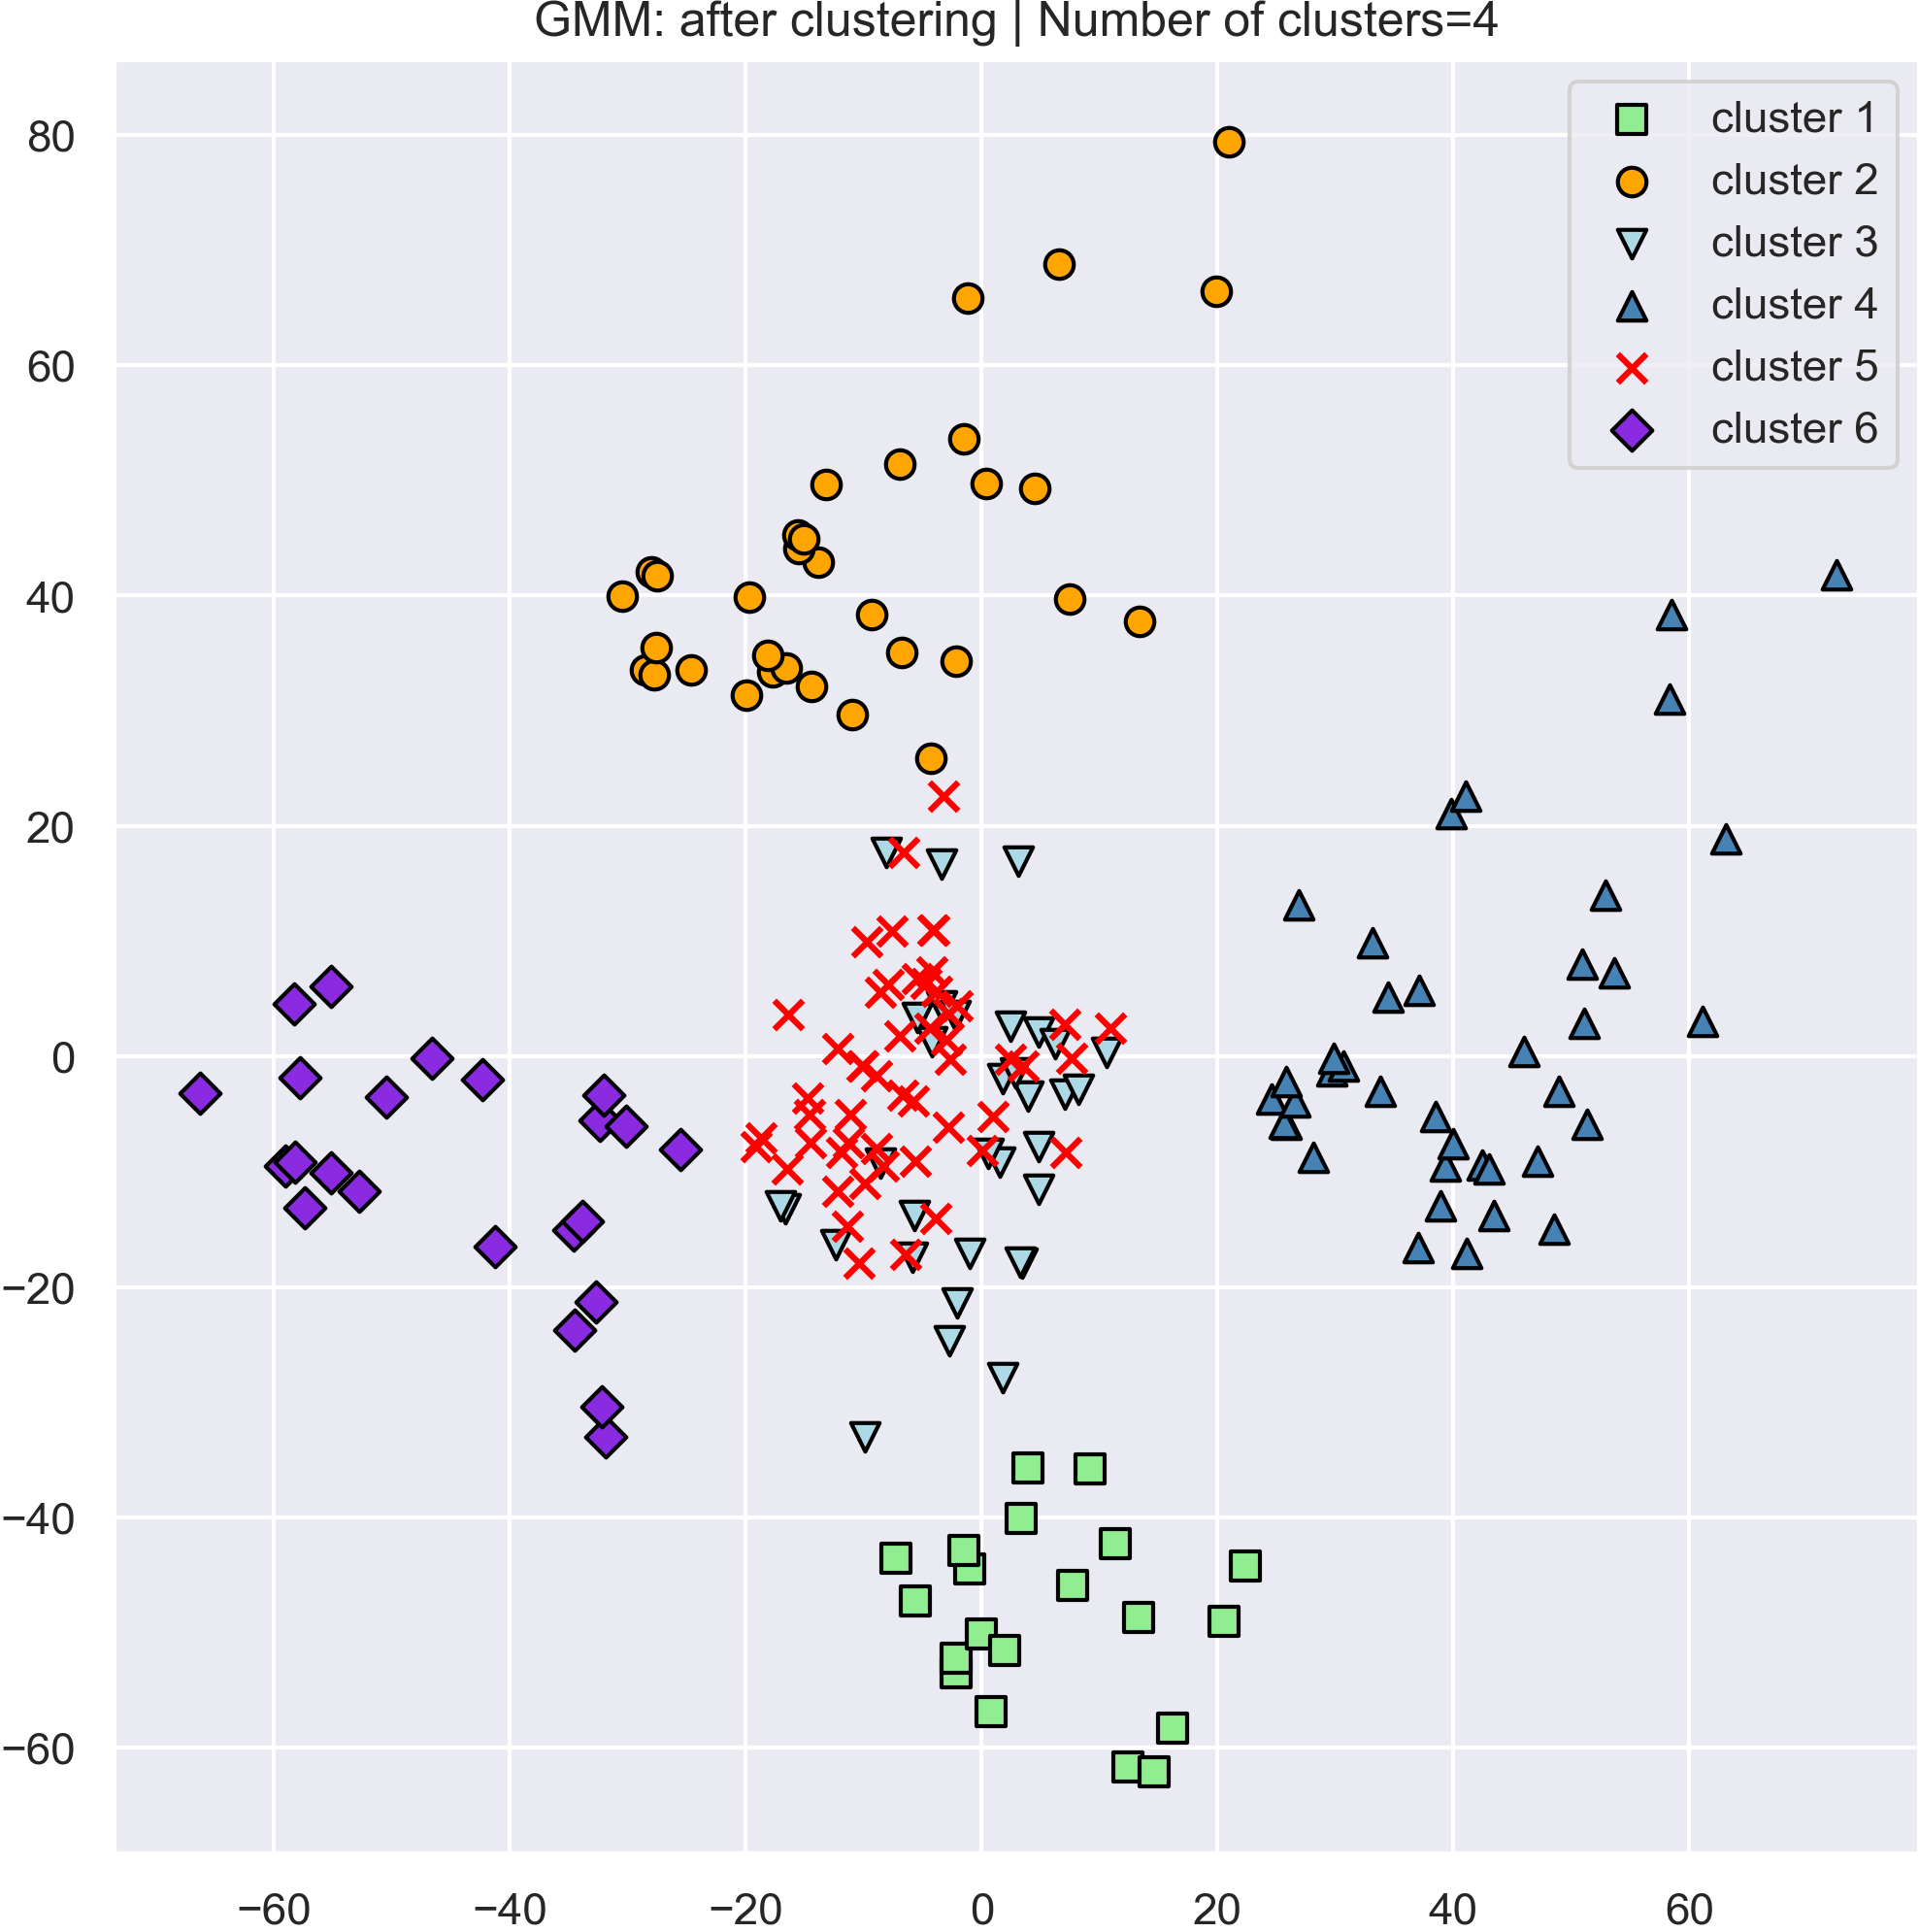 GMM: after clustering | Number of clusters=4
cluster 1
cluster 2
cluster 3
cluster 4
cluster 5
cluster 6
80
60
40
20
0
−20
−40
−60
−60 −40 −20 0 20 40 60